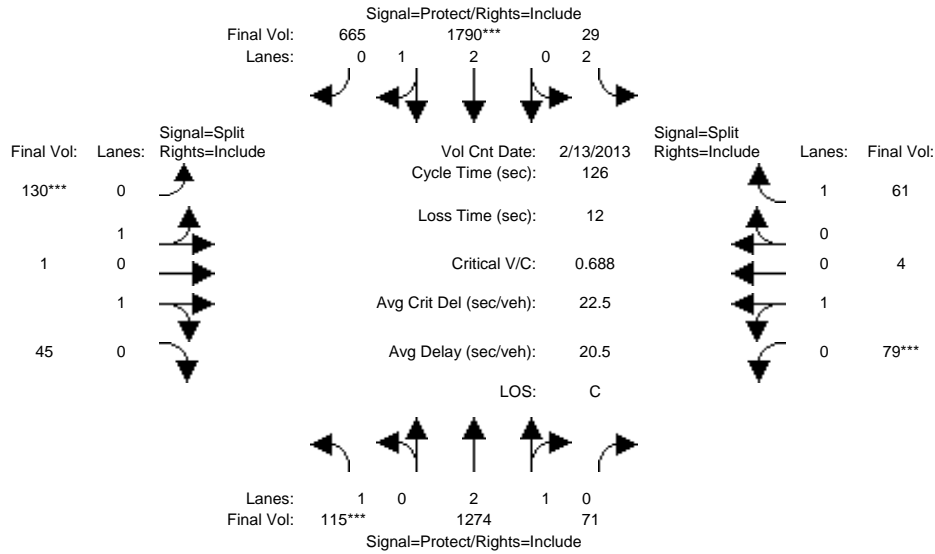 Signal=Protect/Rights=Include
Final Vol: 665 1790*** 29
Lanes: 0 1 2 0 2
Signal=Split
Final Vol: Lanes: Rights=Include
Vol Cnt Date: 2/13/2013
Signal=Split
Rights=Include Lanes: Final Vol:
Cycle Time (sec): 126
130*** 0
1 61
Loss Time (sec): 12
1
0
1 0
Critical V/C: 0.688
0 4
1
Avg Crit Del (sec/veh): 22.5
1
45 0
Avg Delay (sec/veh): 20.5
0 79***
LOS: C
Lanes: 1 0 2 1 0
Final Vol: 115*** 1274 71
Signal=Protect/Rights=Include